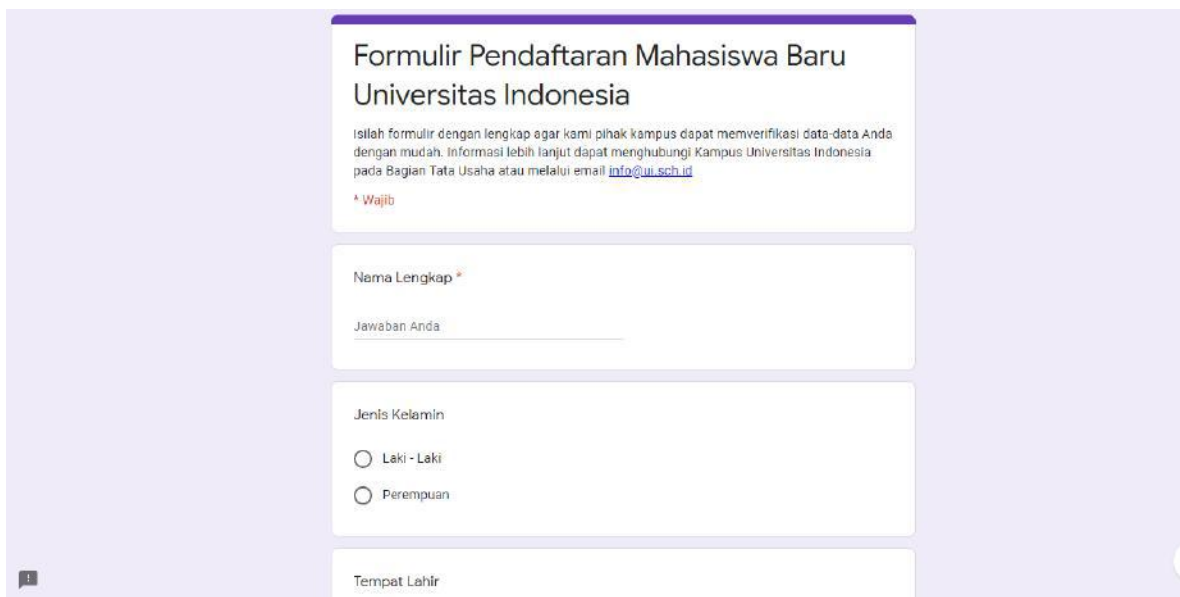 Formulir Pendaftaran Mahasiswa Baru
Universitas Indonesia
Isilah formulir dengan lengkap agar kami pihak kampus dapat memverifikasi data-data Anda
dengan mudah. Informasi lebih lanjut dapat menghubungi Kampus Universitas Indonesia
pada Bagian Tata Usaha atau melalui email info@ui.sch.id
* Wajib
Nama Lengkap *
Jawaban Anda
Jenis Kelamin
Laki - Laki
Perempuan
Tempat Lahir